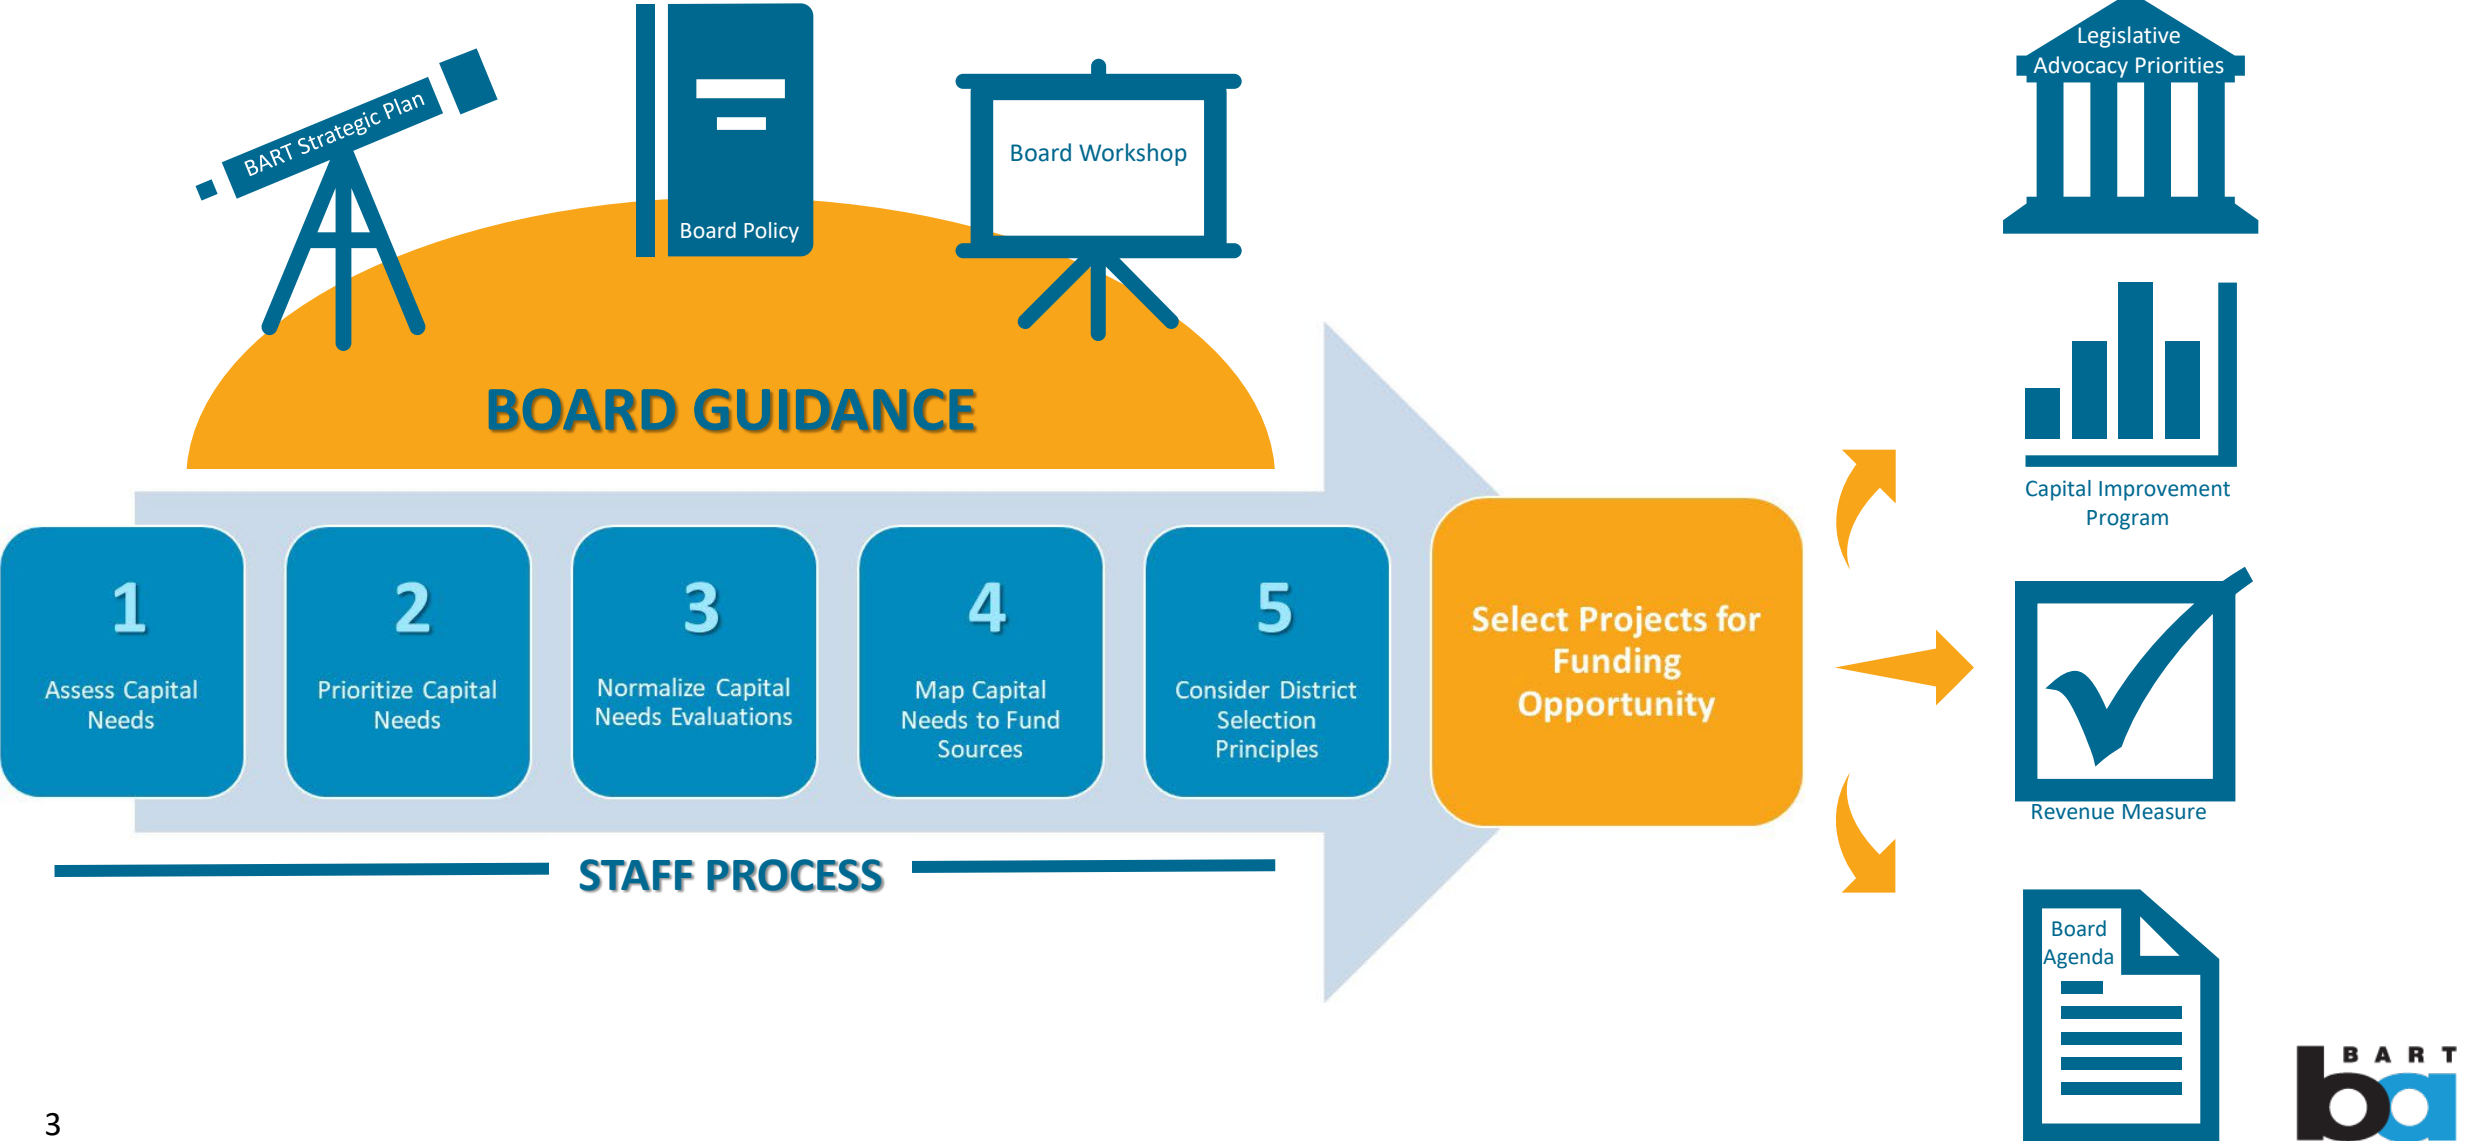 BART Strategic Plan
Board Policy
Board Workshop
BOARD GUIDANCE
1
Assess Capital
Needs
2
Prioritize Capital
Needs
3
Normalize Capital
Needs Evaluations
4
Map Capital
Needs to Fund
Sources
5
Consider District
Selection
Principles
Select Projects for
Funding
Opportunity
STAFF PROCESS
Legislative
Advocacy Priorities
Capital Improvement
Program
Revenue Measure
Board
Agenda
BART
ba
3